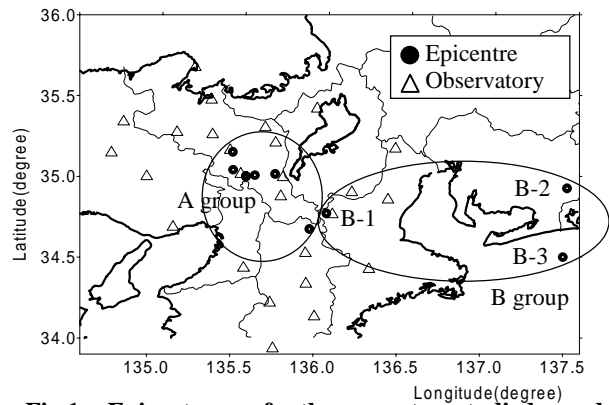 36.0
Epicentre
Observatory
35.5
35.0
34.5
34.0
Latitude(degree)
A group
B-1
B-2
B-3
B group
135.0 135.5 136.0 136.5 137.0 137.5
Longitude(degree)